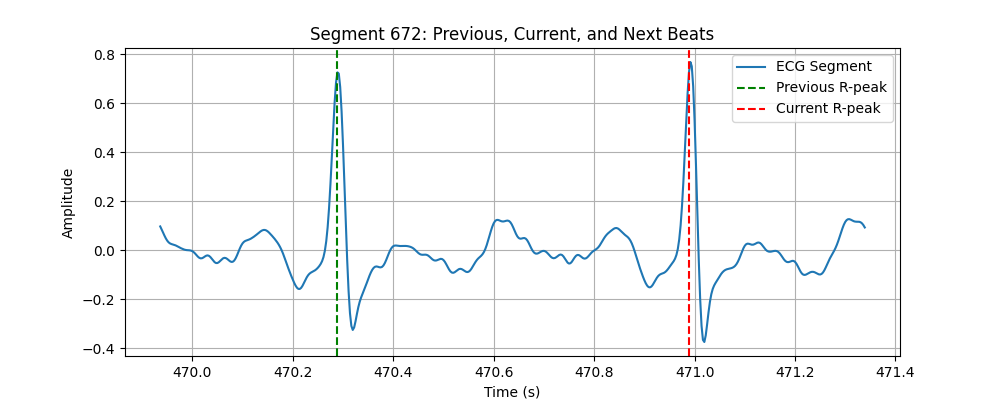 Segment 672: Previous, Current, and Next Beats
ECG Segment
Previous R-peak
Current R-peak
0.8
0.6
0.4
0.2
0.0
−0.2
−0.4
Amplitude
470.0 470.2 470.4 470.6 470.8 471.0 471.2 471.4
Time (s)